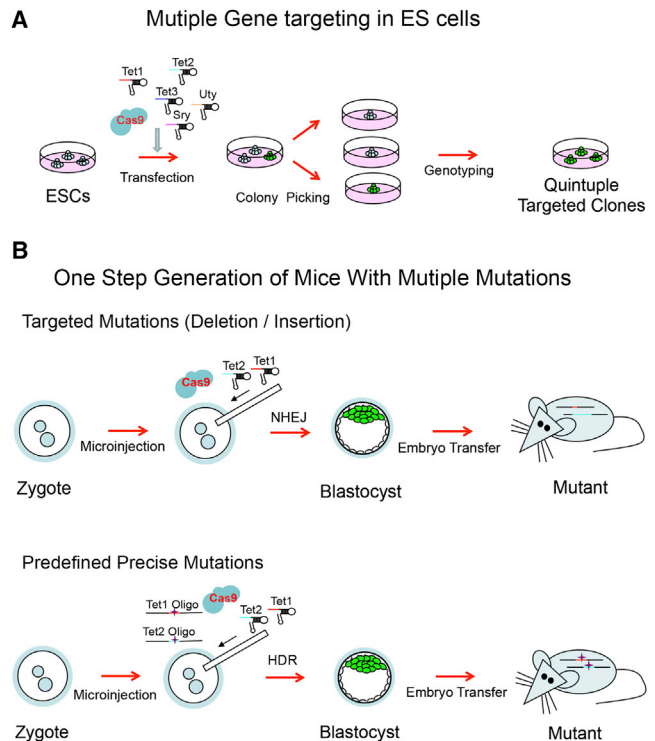 A
Mutiple Gene targeting in ES cells
Tet1
Tet2
Tet3
Uty
Cas9
Sry
ESCs
Transfection
Colony Picking
Genotyping
Quintuple
Targeted Clones
B
One Step Generation of Mice With Mutiple Mutations
Targeted Mutations (Deletion / Insertion)
Cas9
Tet2
Tet1
Microinjection
NHEJ
Embryo Transfer
Zygote
Blastocyst
Mutant
Predefined Precise Mutations
Tet1 Oligo
Cas9
Tet2
Tet1
Tet2 Oligo
Microinjection
HDR
Embryo Transfer
Zygote
Blastocyst
Mutant